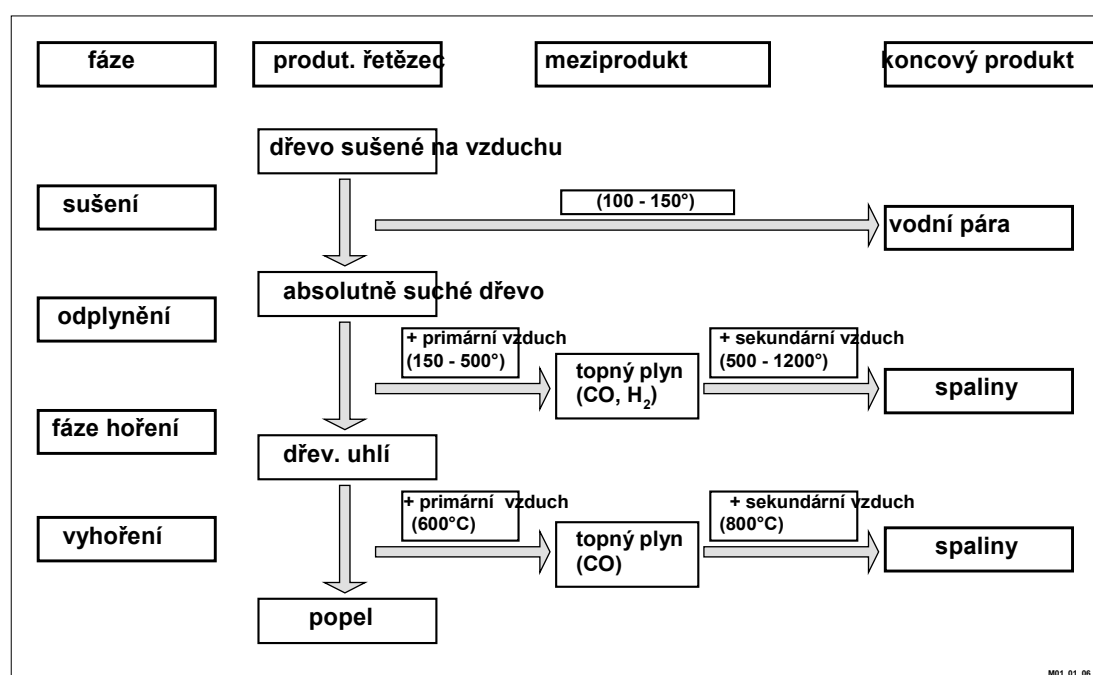 fáze
produt. řetězec
meziprodukt
koncový produkt
dřevo sušené na vzduchu
sušení
(100 - 150°)
vodní pára
absolutně suché dřevo
odplynění
+ primární vzduch
(150 - 500°)
+ sekundární vzduch
(500 - 1200°)
topný plyn
(CO, H₂)
spaliny
fáze hoření
dřev. uhlí
+ primární vzduch
(600°C)
+ sekundární vzduch
(800°C)
vyhoření
topný plyn
(CO)
spaliny
popel
M01_01_06